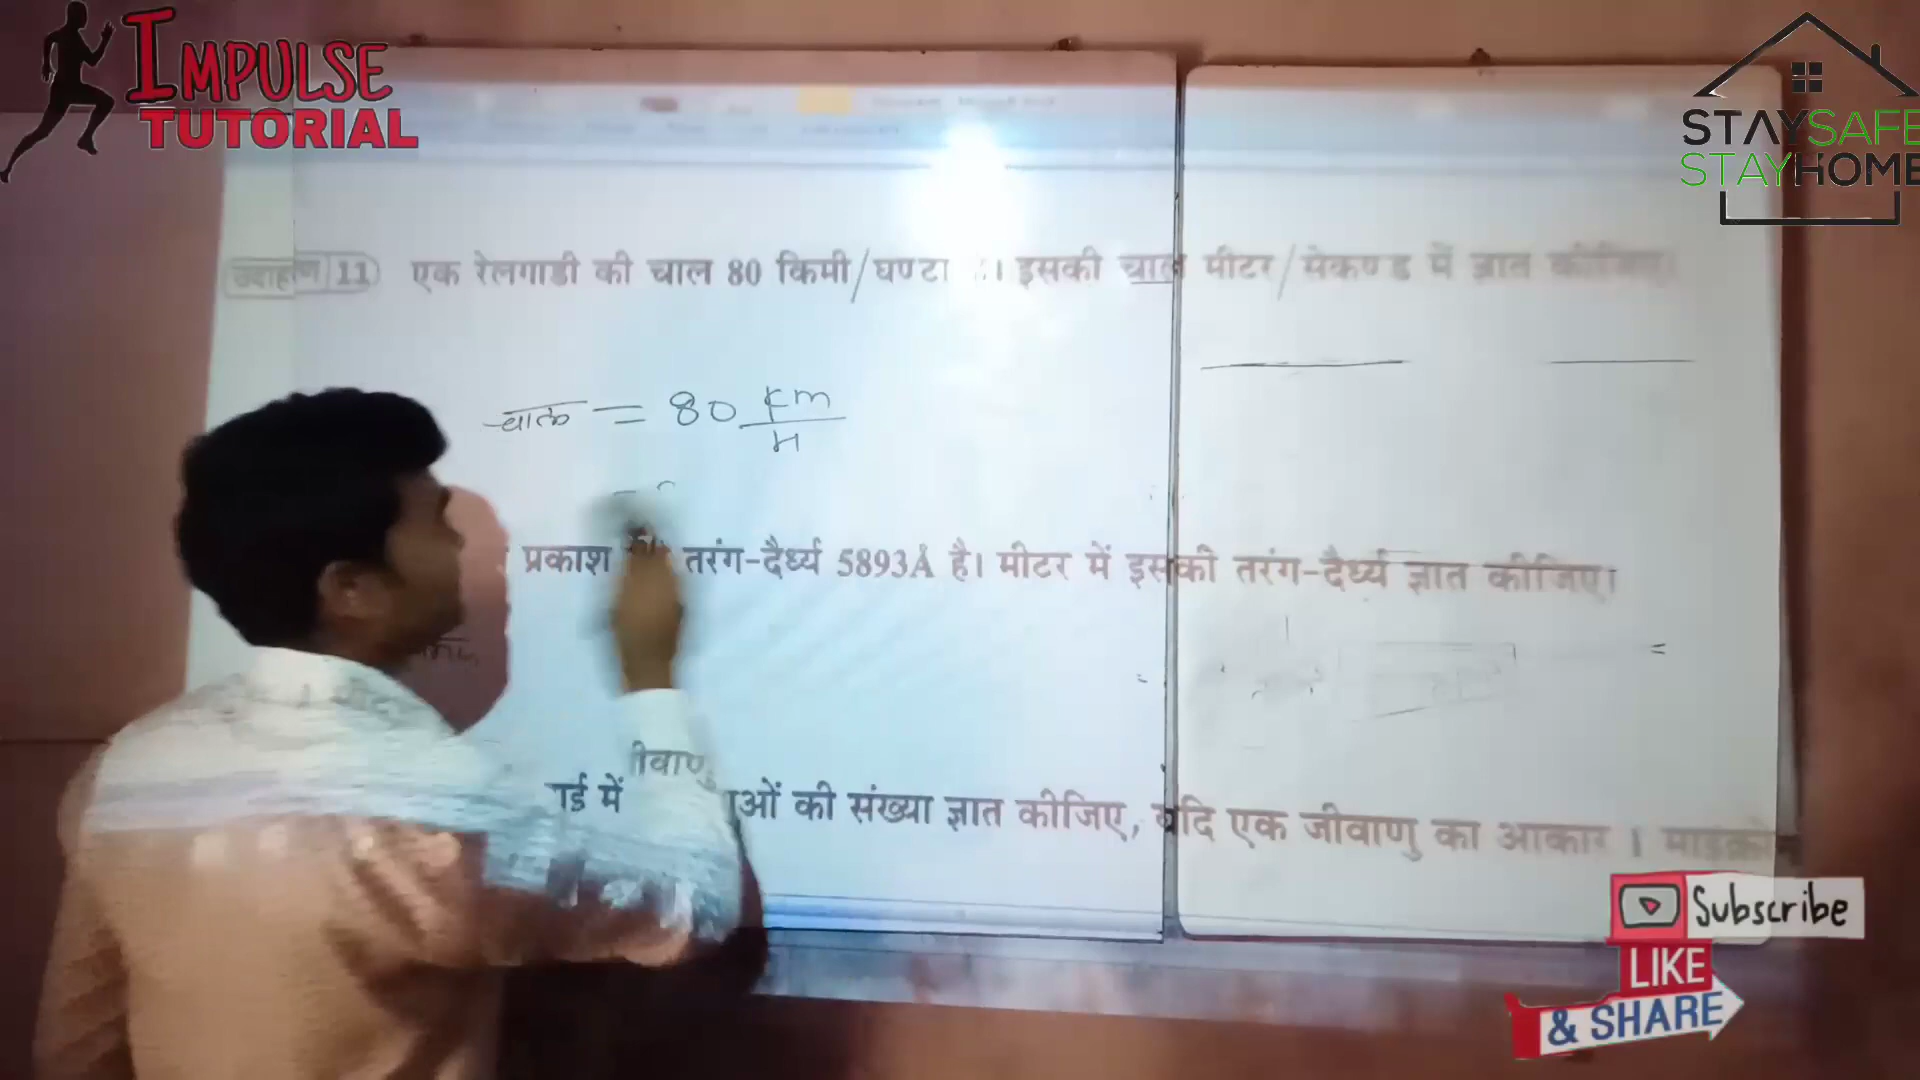 IMPULSE
TUTORIAL
STAYSAFE
STAYHOME
उदाहरण 11 एक रेलगाडी की चाल 80 किमी/घण्टा । इसकी चाल मीटर/सेकण्ड में ज्ञात कीजिए।
चाल = 80 km/H
प्रकाश तरंग-दैर्ध्य 5893Å है। मीटर में इसकी तरंग-दैर्ध्य ज्ञात कीजिए।
=
में ओं की संख्या ज्ञात कीजिए, यदि एक जीवाणु का आकार 1
Subscribe
LIKE
& SHARE